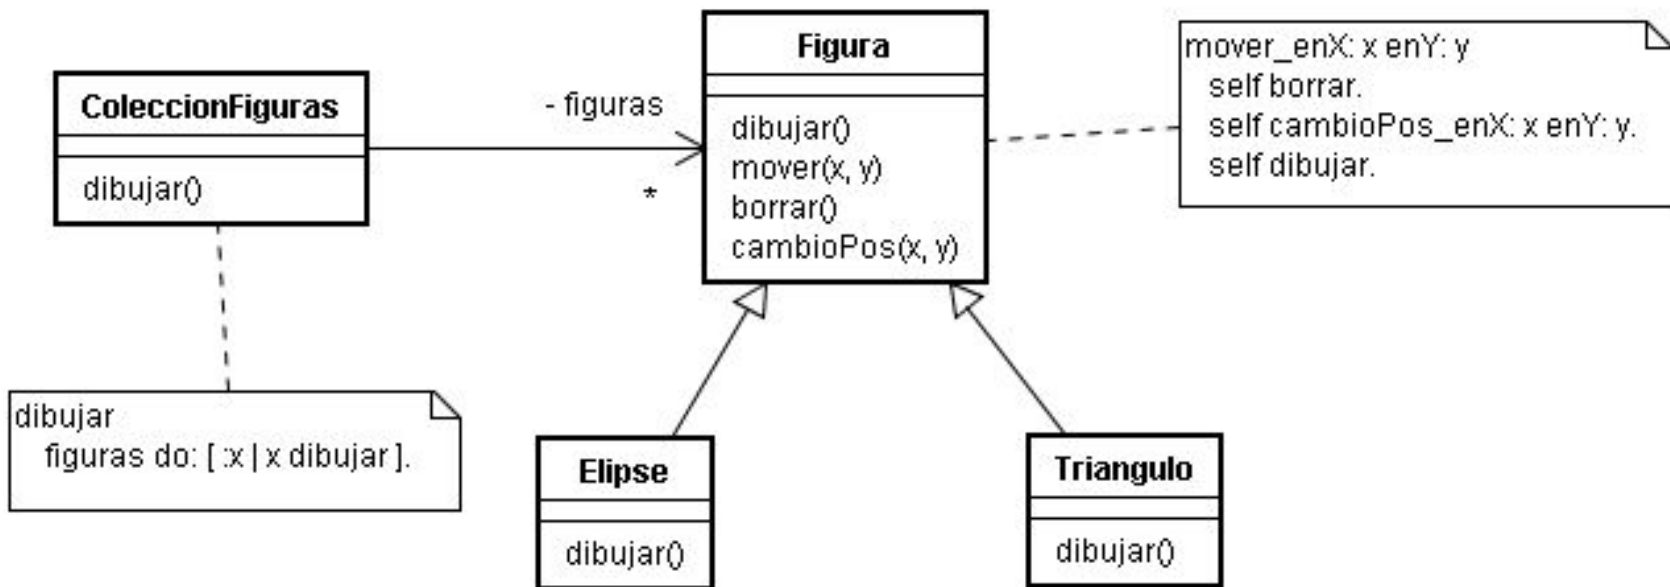 ColeccionFiguras
dibujar()
- figuras
*
Figura
dibujar()
mover(x, y)
borrar()
cambioPos(x, y)
mover_enX: x enY: y
self borrar.
self cambioPos_enX: x enY: y.
self dibujar.
dibujar
figuras do: [ :x | x dibujar ].
Elipse
dibujar()
Triangulo
dibujar()